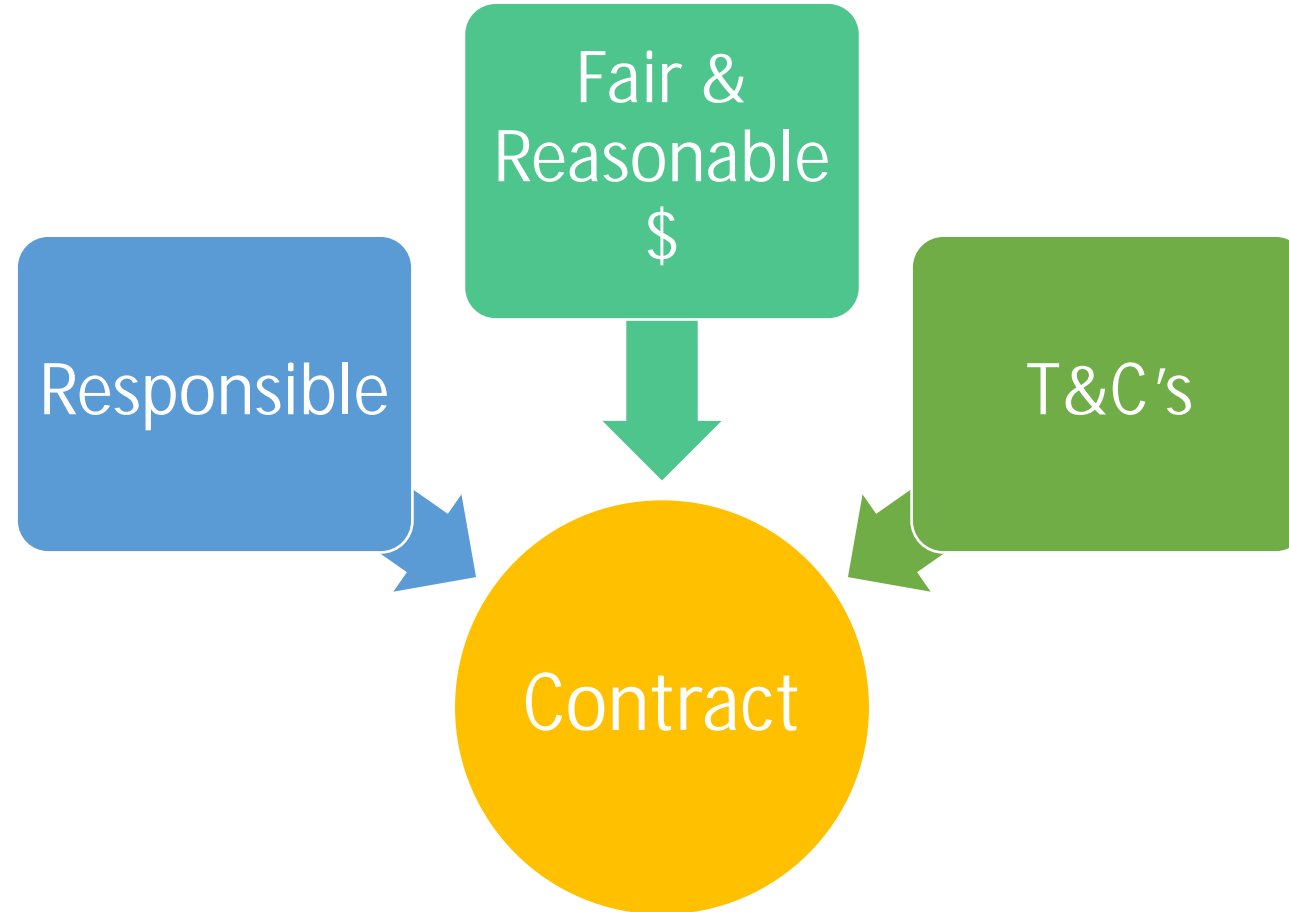 Fair &
Reasonable
$
Responsible
T&C’s
Contract